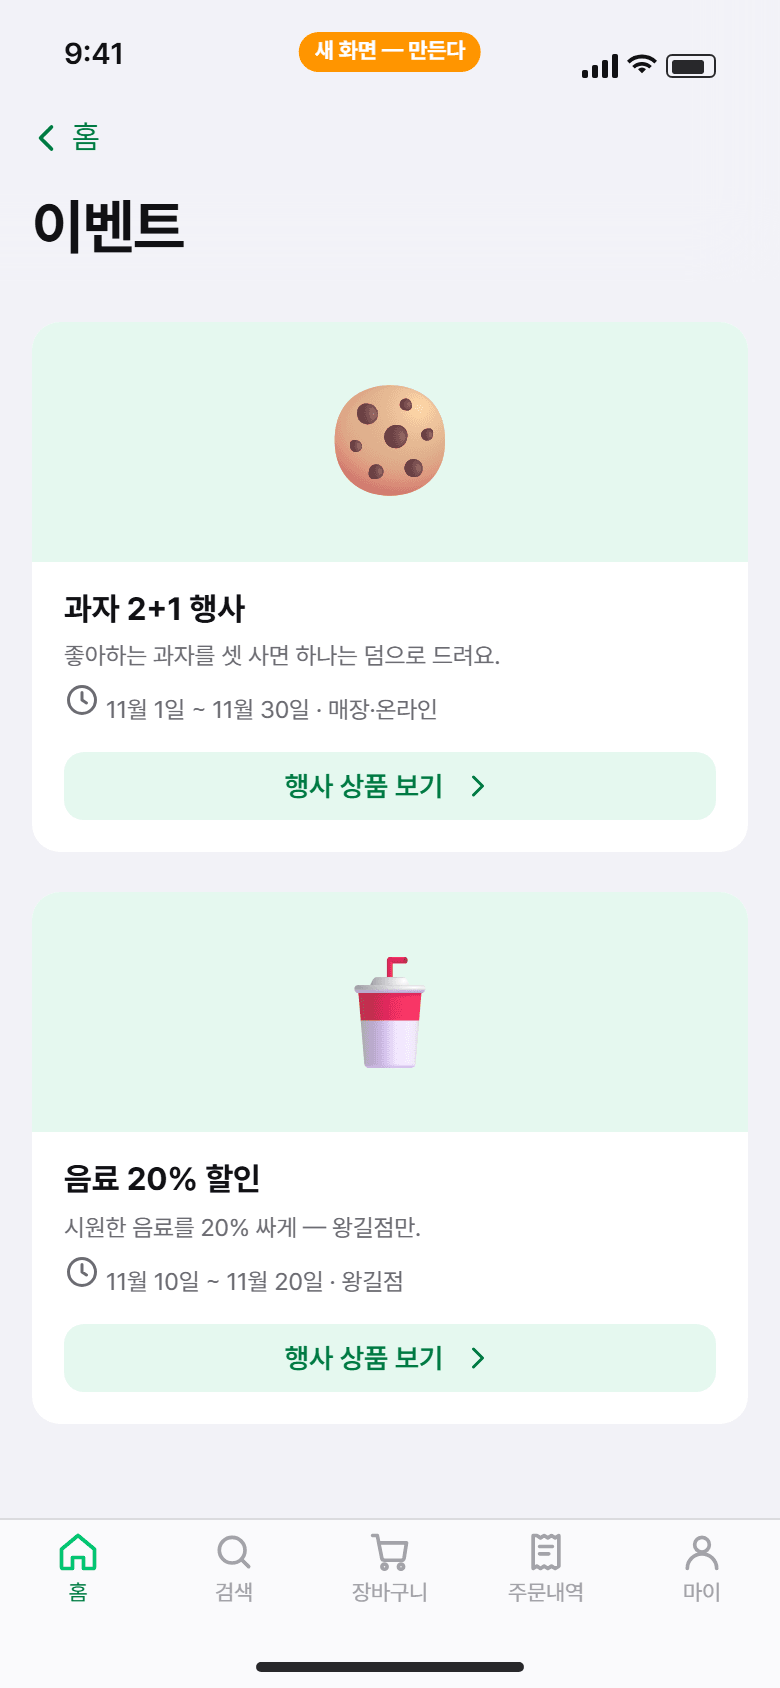 9:41
새 화면 — 만든다
홈
이벤트
과자 2+1 행사
좋아하는 과자를 셋 사면 하나는 덤으로 드려요.
11월 1일 ~ 11월 30일 · 매장·온라인
행사 상품 보기
음료 20% 할인
시원한 음료를 20% 싸게 — 왕길점만.
11월 10일 ~ 11월 20일 · 왕길점
행사 상품 보기
홈 검색 장바구니 주문내역 마이